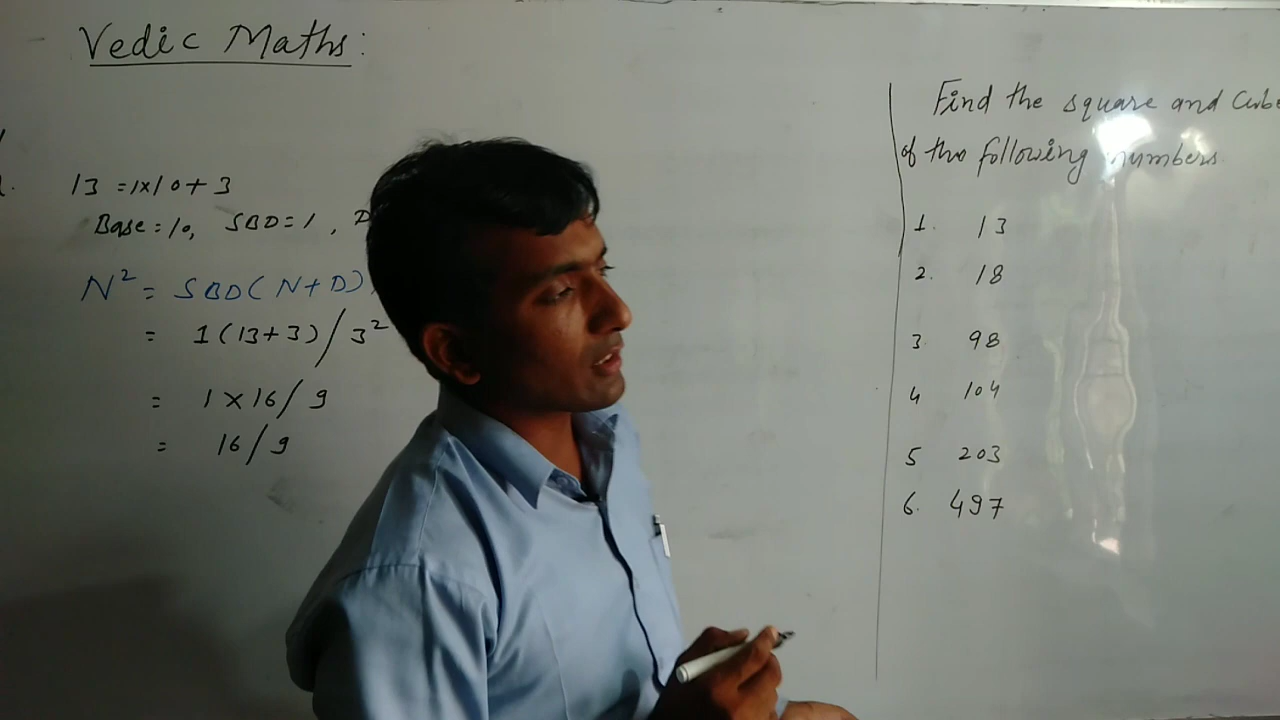 Vedic Maths:
13 = 1x10+3
Base = 10, SBD = 1, D
N² = SBD(N+D)
= 1(13+3)/3²
= 1×16/9
= 16/9
Find the square and Cube
of the following numbers
1. 13
2. 18
3 98
4 104
5 203
6. 497